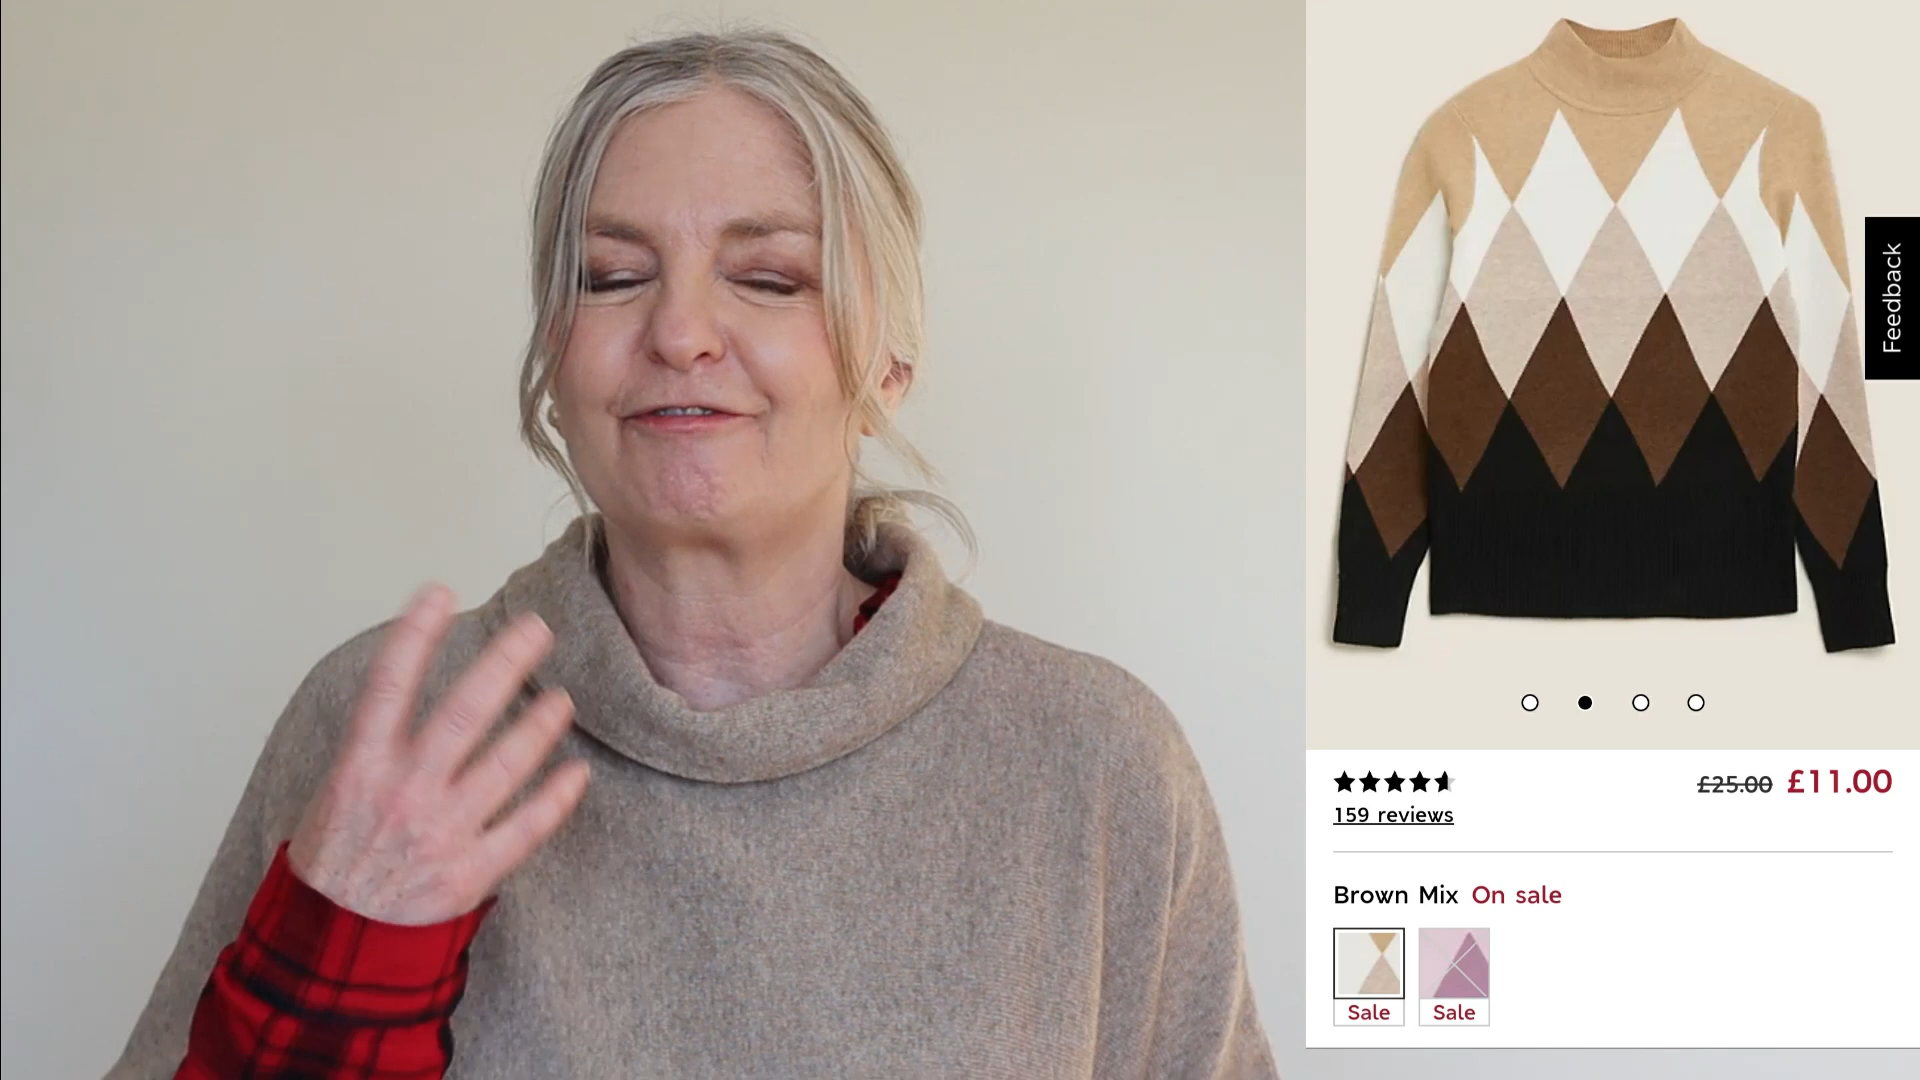 Feedback
159 reviews
£25.00 £11.00
Brown Mix On sale
Sale Sale